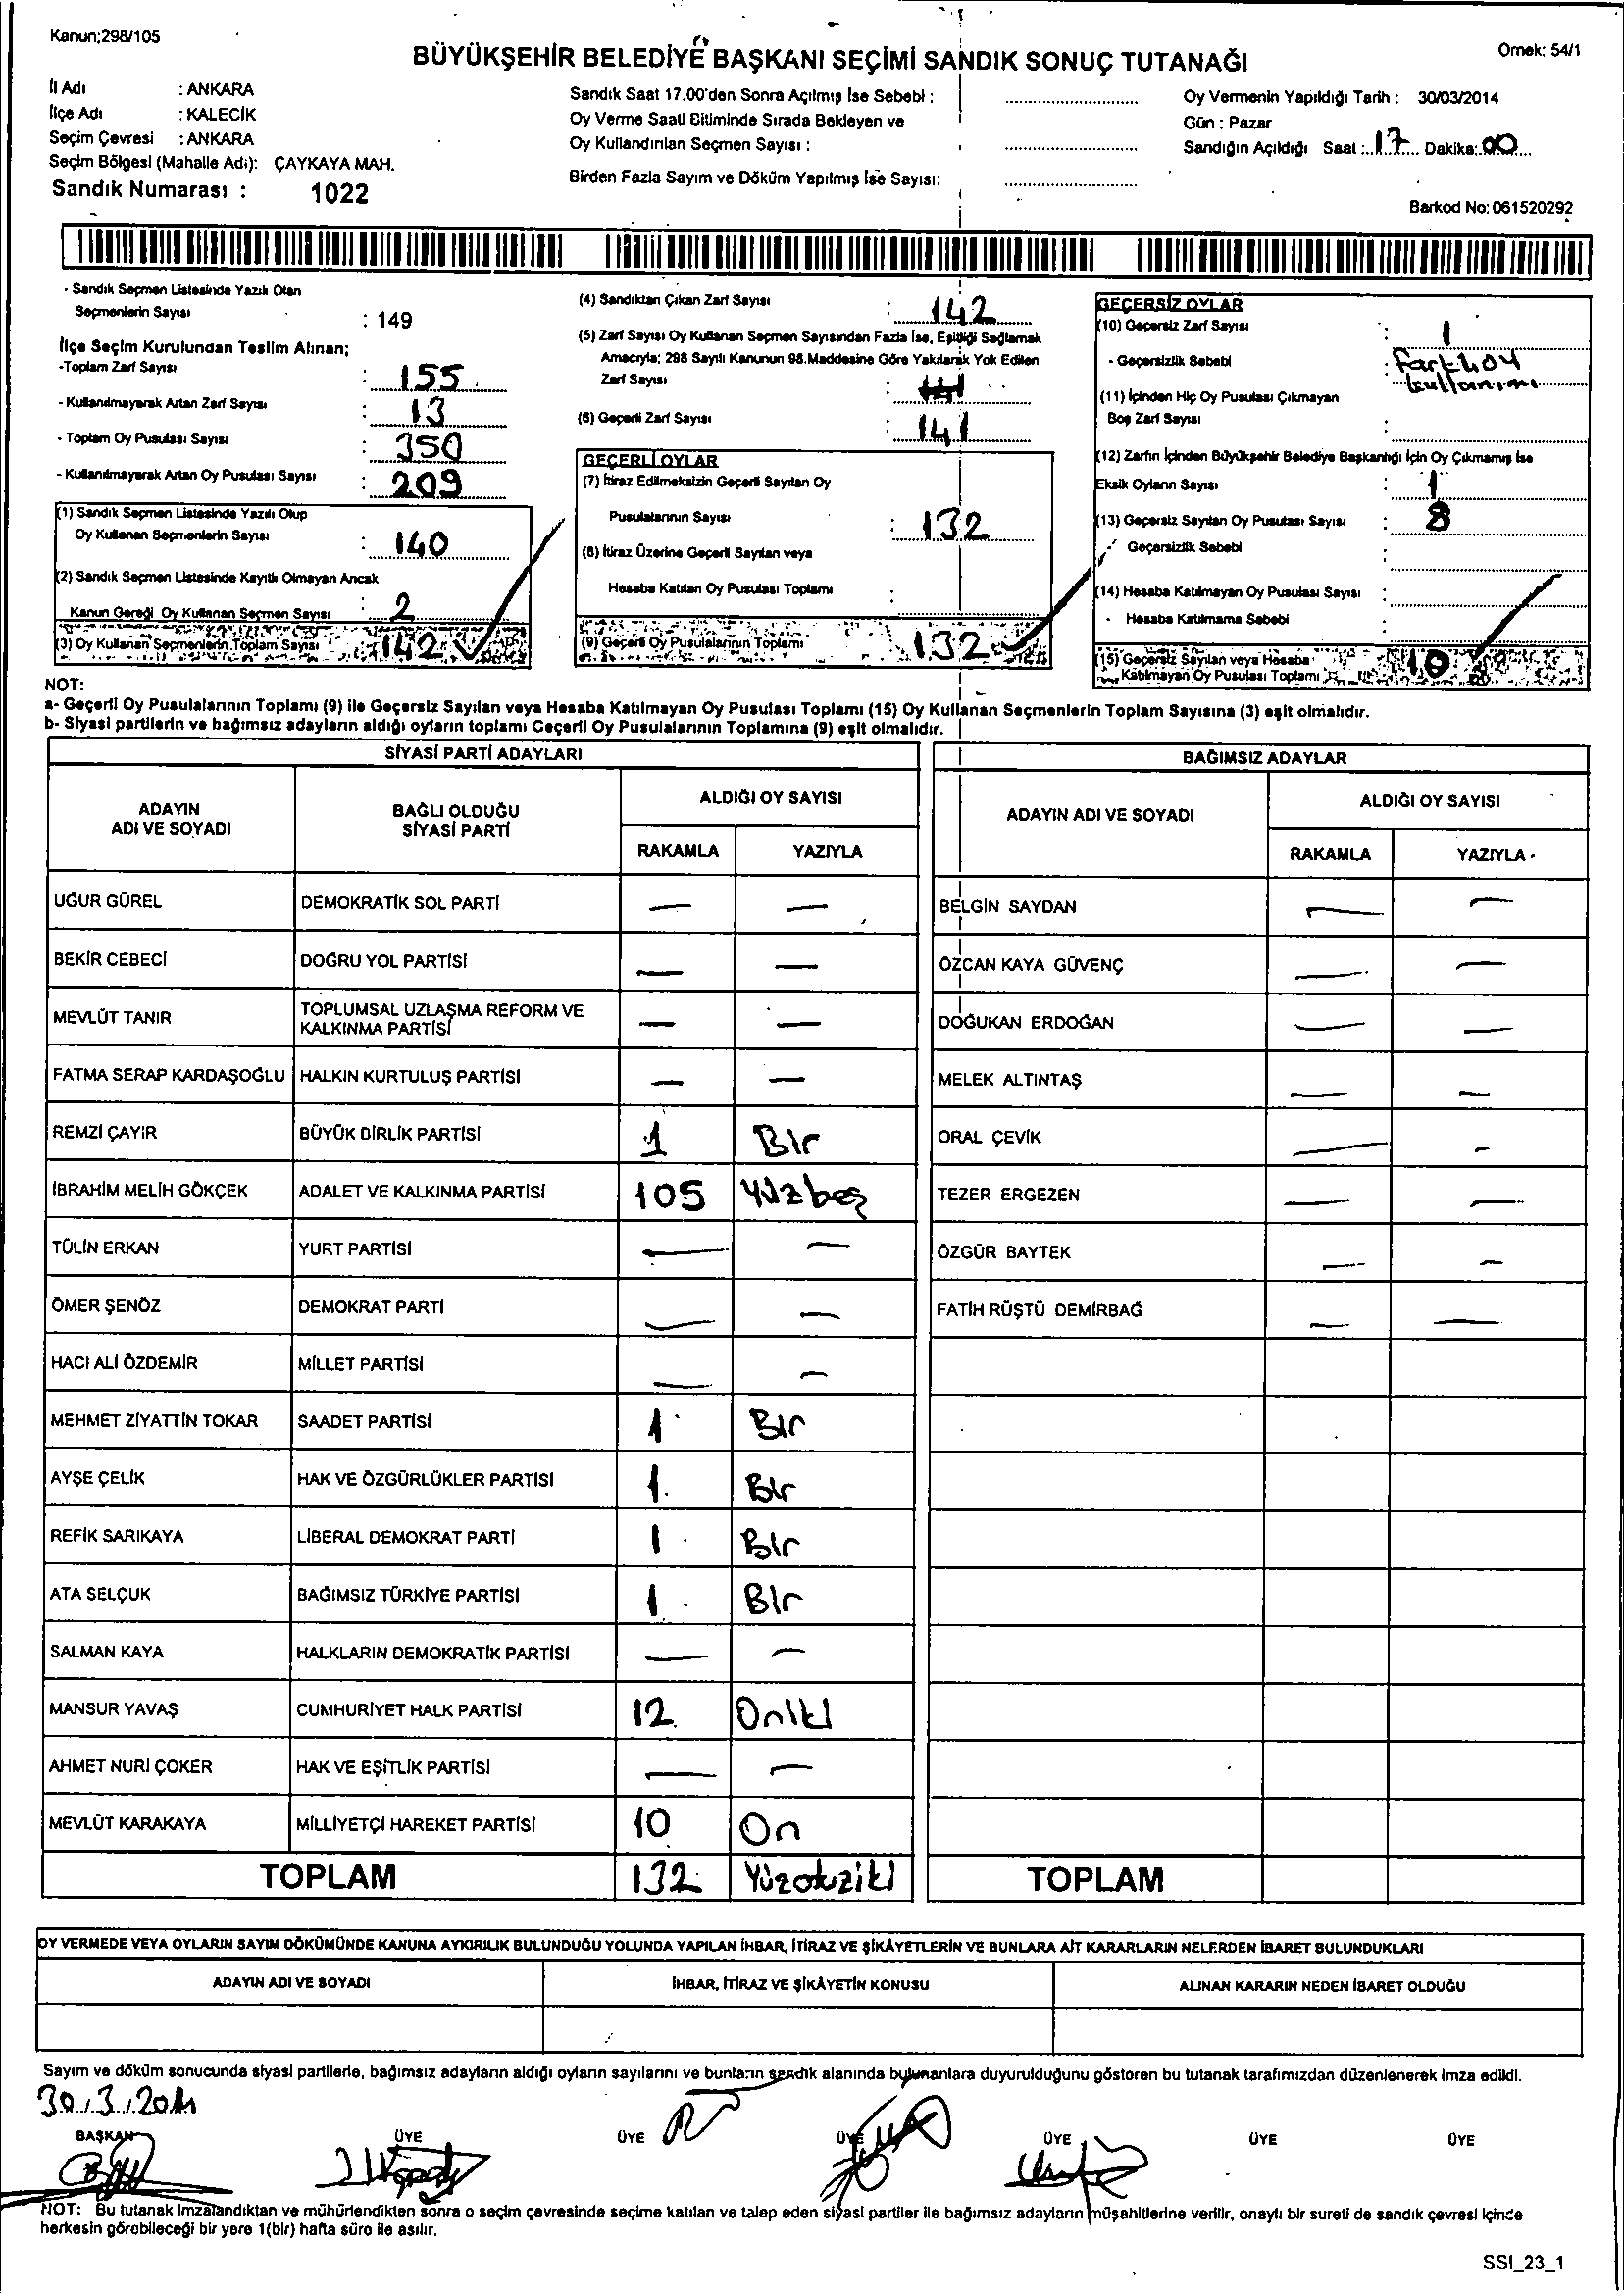 Kanun;298/105
Örnek: 54/1
BÜYÜKŞEHİR BELEDİYE BAŞKANI SEÇİMİ SANDIK SONUÇ TUTANAĞI
İl Adı : ANKARA
İlçe Adı : KALECİK
Seçim Çevresi : ANKARA
Seçim Bölgesi (Mahalle Adı): ÇAYKAYA MAH.
Sandık Numarası : 1022
Sandık Saat 17.00'den Sonra Açılmış İse Sebebi :
Oy Verme Saati Bitiminde Sırada Bekleyen ve
Oy Kullandırılan Seçmen Sayısı :
Birden Fazla Sayım ve Döküm Yapılmış İse Sayısı:
Oy Vermenin Yapıldığı Tarih : 30/03/2014
Gün : Pazar
Sandığın Açıldığı Saat : 17 Dakika: 00
Barkod No: 061520292
- Sandık Seçmen Listesinde Yazılı Olan
Seçmenlerin Sayısı : 149
İlçe Seçim Kurulundan Teslim Alınan;
-Toplam Zarf Sayısı : 155
- Kullanılmayarak Artan Zarf Sayısı : 13
- Toplam Oy Pusulası Sayısı : 350
- Kullanılmayarak Artan Oy Pusulası Sayısı : 209
(1) Sandık Seçmen Listesinde Yazılı Olup
Oy Kullanan Seçmenlerin Sayısı : 140
(2) Sandık Seçmen Listesinde Kayıtlı Olmayan Ancak
Kanun Gereği Oy Kullanan Seçmen Sayısı : 2
(3) Oy Kullanan Seçmenlerin Toplam Sayısı : 142
(4) Sandıktan Çıkan Zarf Sayısı : 142
(5) Zarf Sayısı Oy Kullanan Seçmen Sayısından Fazla İse, Eşitliği Sağlamak
Amacıyla; 298 Sayılı Kanunun 98.Maddesine Göre Yakılarak Yok Edilen
Zarf Sayısı :
(6) Geçerli Zarf Sayısı : 141
GEÇERLİ OYLAR
(7) İtiraz Edilmeksizin Geçerli Sayılan Oy
Pusulalarının Sayısı : 132
(8) İtiraz Üzerine Geçerli Sayılan veya
Hesaba Katılan Oy Pusulası Toplamı :
(9) Geçerli Oy Pusulalarının Toplamı : 132
GEÇERSİZ OYLAR
(10) Geçersiz Zarf Sayısı : 1
- Geçersizlik Sebebi : Farklı oy
kullanımı
(11) İçinden Hiç Oy Pusulası Çıkmayan
Boş Zarf Sayısı :
(12) Zarfın İçinden Büyükşehir Belediye Başkanlığı İçin Oy Çıkmamış İse
Eksik Oyların Sayısı : 1
(13) Geçersiz Sayılan Oy Pusulası Sayısı : 8
Geçersizlik Sebebi :
(14) Hesaba Katılmayan Oy Pusulası Sayısı :
- Hesaba Katılmama Sebebi :
(15) Geçersiz Sayılan veya Hesaba
Katılmayan Oy Pusulası Toplamı : 10
NOT:
a- Geçerli Oy Pusulalarının Toplamı (9) ile Geçersiz Sayılan veya Hesaba Katılmayan Oy Pusulası Toplamı (15) Oy Kullanan Seçmenlerin Toplam Sayısına (3) eşit olmalıdır.
b- Siyasi partilerin ve bağımsız adayların aldığı oyların toplamı Geçerli Oy Pusulalarının Toplamına (9) eşit olmalıdır.
SİYASİ PARTİ ADAYLARI
ADAYIN ADI VE SOYADI
BAĞLI OLDUĞU SİYASİ PARTİ
ALDIĞI OY SAYISI
RAKAMLA YAZIYLA
UĞUR GÜREL DEMOKRATİK SOL PARTİ — —
BEKİR CEBECİ DOĞRU YOL PARTİSİ — —
MEVLÜT TANIR TOPLUMSAL UZLAŞMA REFORM VE KALKINMA PARTİSİ — —
FATMA SERAP KARDAŞOĞLU HALKIN KURTULUŞ PARTİSİ — —
REMZİ ÇAYIR BÜYÜK BİRLİK PARTİSİ 1 Bir
İBRAHİM MELİH GÖKÇEK ADALET VE KALKINMA PARTİSİ 105 Yüzbeş
TÜLİN ERKAN YURT PARTİSİ — —
ÖMER ŞENÖZ DEMOKRAT PARTİ — —
HACI ALİ ÖZDEMİR MİLLET PARTİSİ — —
MEHMET ZİYATTİN TOKAR SAADET PARTİSİ 1 Bir
AYŞE ÇELİK HAK VE ÖZGÜRLÜKLER PARTİSİ 1 Bir
REFİK SARIKAYA LİBERAL DEMOKRAT PARTİ 1 Bir
ATA SELÇUK BAĞIMSIZ TÜRKİYE PARTİSİ 1 Bir
SALMAN KAYA HALKLARIN DEMOKRATİK PARTİSİ — —
MANSUR YAVAŞ CUMHURİYET HALK PARTİSİ 12 Oniki
AHMET NURİ ÇOKER HAK VE EŞİTLİK PARTİSİ — —
MEVLÜT KARAKAYA MİLLİYETÇİ HAREKET PARTİSİ 10 On
TOPLAM 132 Yüzotuziki
BAĞIMSIZ ADAYLAR
ADAYIN ADI VE SOYADI
ALDIĞI OY SAYISI
RAKAMLA YAZIYLA
BELGİN SAYDAN — —
ÖZCAN KAYA GÜVENÇ — —
DOĞUKAN ERDOĞAN — —
MELEK ALTINTAŞ — —
ORAL ÇEVİK — —
TEZER ERGEZEN — —
ÖZGÜR BAYTEK — —
FATİH RÜŞTÜ DEMİRBAĞ — —
TOPLAM
OY VERMEDE VEYA OYLARIN SAYIM DÖKÜMÜNDE KANUNA AYKIRILIK BULUNDUĞU YOLUNDA YAPILAN İHBAR, İTİRAZ VE ŞİKÂYETLERİN VE BUNLARA AİT KARARLARIN NELERDEN İBARET BULUNDUKLARI
ADAYIN ADI VE SOYADI İHBAR, İTİRAZ VE ŞİKÂYETİN KONUSU ALINAN KARARIN NEDEN İBARET OLDUĞU
Sayım ve döküm sonucunda siyasi partilerle, bağımsız adayların aldığı oyların sayılarını ve bunların sandık alanında bulunanlara duyurulduğunu gösteren bu tutanak tarafımızdan düzenlenerek imza edildi.
30.3.2014
BAŞKAN ÜYE ÜYE ÜYE ÜYE ÜYE ÜYE
NOT: Bu tutanak imzalandıktan ve mühürlendikten sonra o seçim çevresinde seçime katılan ve talep eden siyasi partiler ile bağımsız adayların müşahitlerine verilir, onaylı bir sureti de sandık çevresi içinde
herkesin görebileceği bir yere 1(bir) hafta süre ile asılır.
SSI_23_1